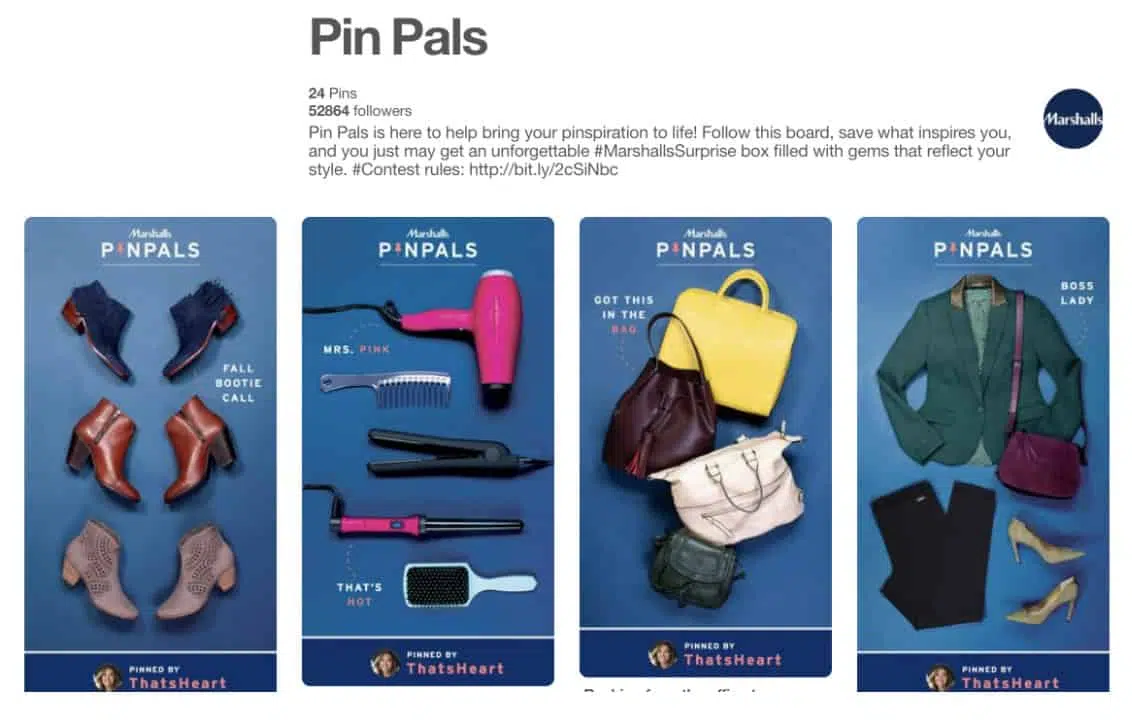 Pin Pals
24 Pins
52864 followers
Pin Pals is here to help bring your pinspiration to life! Follow this board, save what inspires you,
and you just may get an unforgettable #MarshallsSurprise box filled with gems that reflect your
style. #Contest rules: http://bit.ly/2cSiNbc
Marshalls
Marshalls
PINPALS
FALL
BOOTIE
CALL
PINNED BY
ThatsHeart
Marshalls
PINPALS
MRS. PINK
THAT'S
HOT
PINNED BY
ThatsHeart
Marshalls
PINPALS
GOT THIS
IN THE
BAG
PINNED BY
ThatsHeart
Marshalls
PINPALS
BOSS
LADY
PINNED BY
ThatsHeart